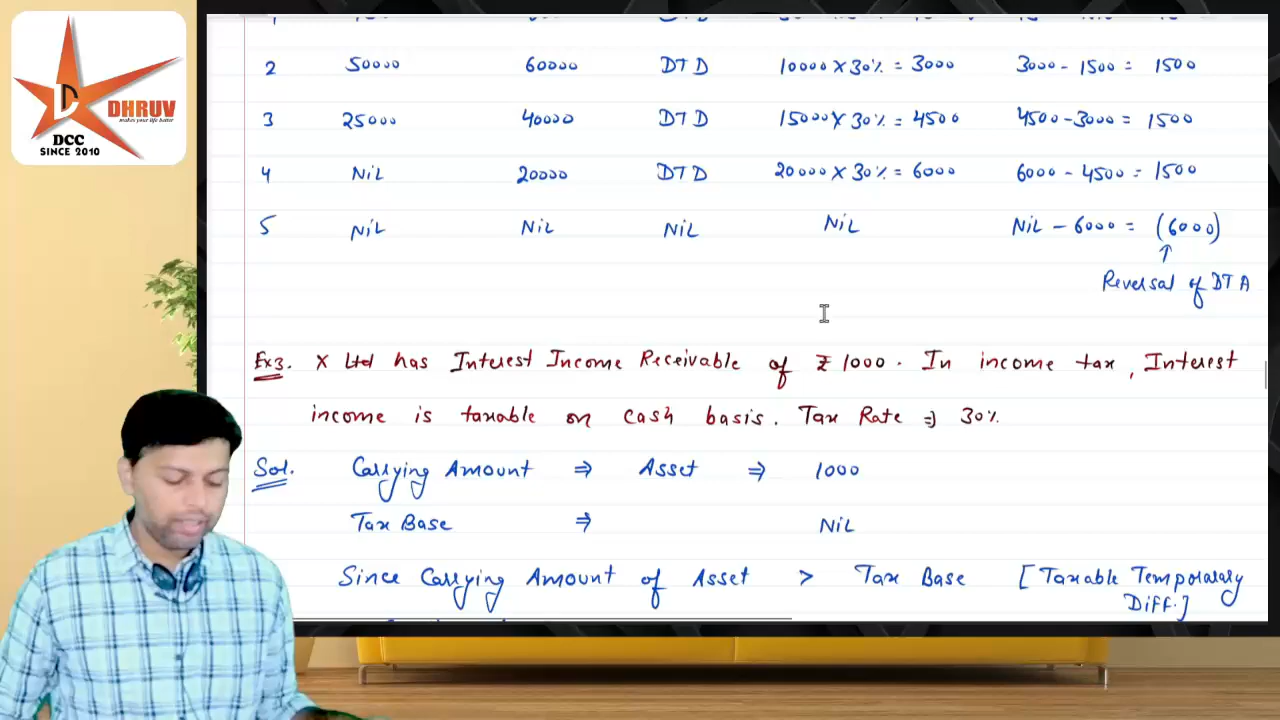 D
DHRUV
makes your life better
DCC
SINCE 2010
2 50000 60000 DTD 10000 X 30% = 3000 3000 - 1500 = 1500
3 25000 40000 DTD 15000 X 30% = 4500 4500 - 3000 = 1500
4 NiL 20000 DTD 20000 X 30% = 6000 6000 - 4500 = 1500
5 NiL NiL NiL NiL NiL - 6000 = (6000)
↑
Reversal of DTA
Ex3. X Ltd has Interest Income Receivable of ₹ 1000. In income tax, Interest
income is taxable on cash basis. Tax Rate => 30%
Sol. Carrying Amount ⇒ Asset ⇒ 1000
Tax Base ⇒ NiL
Since Carrying Amount of Asset > Tax Base [Taxable Temporary
Diff.]